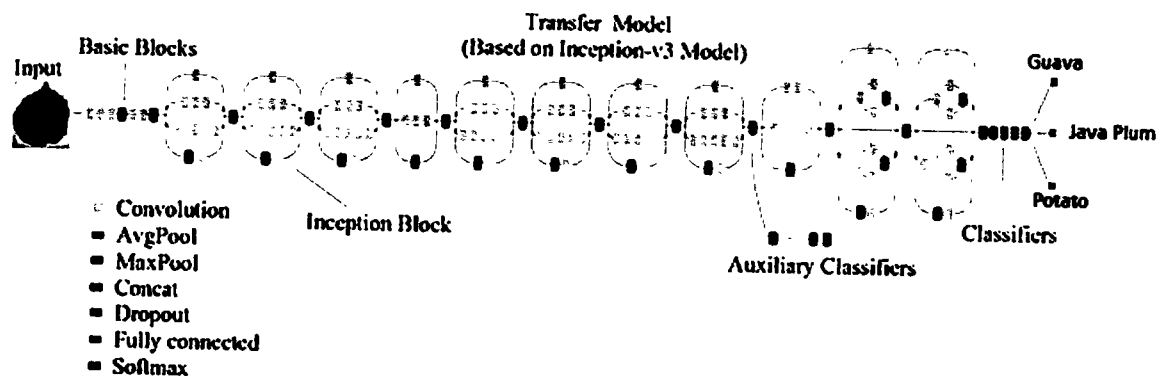 Transfer Model
(Based on Inception-v3 Model)
Basic Blocks
Input
Guava
Java Plum
Potato
Classifiers
Auxiliary Classifiers
Inception Block
Convolution
AvgPool
MaxPool
Concat
Dropout
Fully connected
Softmax